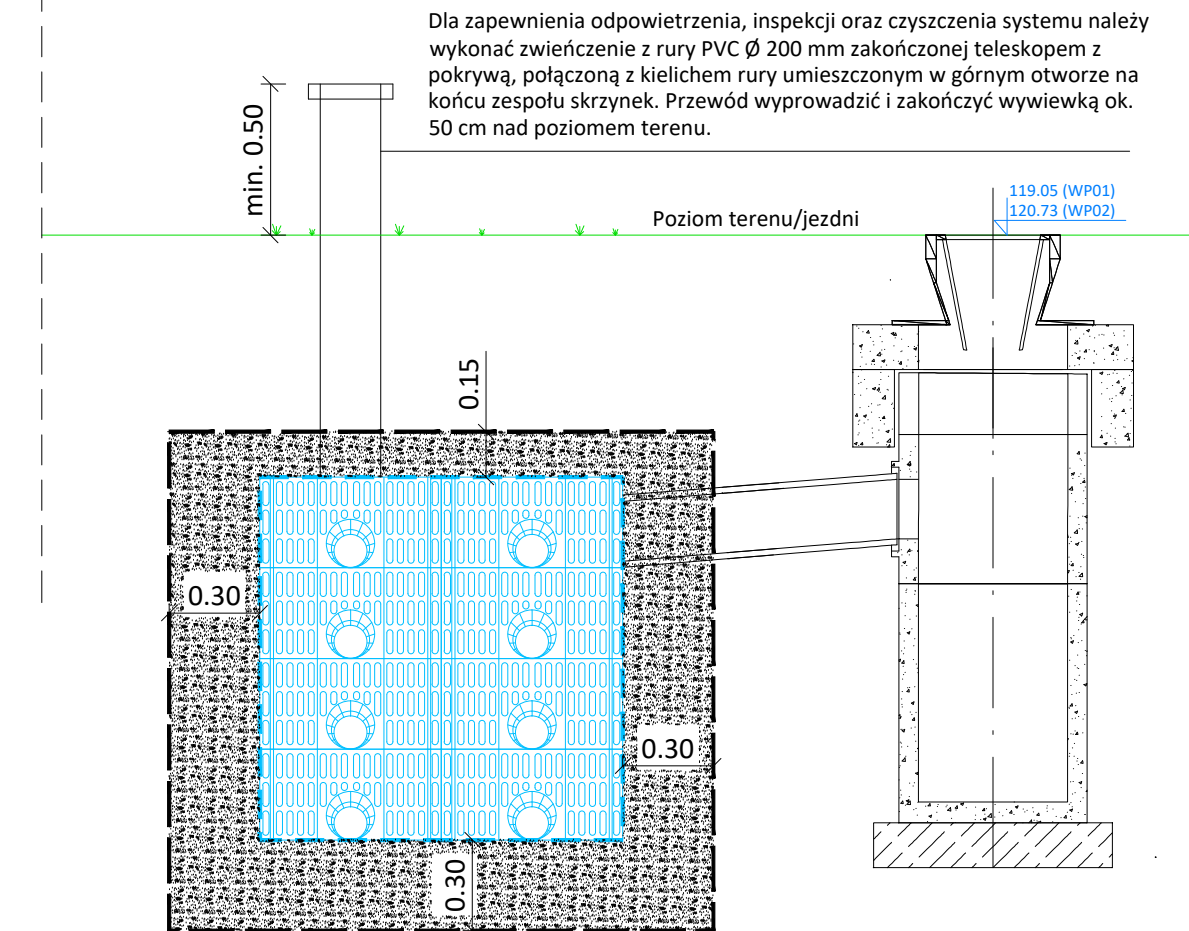 Dla zapewnienia odpowietrzenia, inspekcji oraz czyszczenia systemu należy
wykonać zwieńczenie z rury PVC Ø 200 mm zakończonej teleskopem z
pokrywą, połączoną z kielichem rury umieszczonym w górnym otworze na
końcu zespołu skrzynek. Przewód wyprowadzić i zakończyć wywiewką ok.
50 cm nad poziomem terenu.
min. 0.50
119.05 (WP01)
120.73 (WP02)
Poziom terenu/jezdni
0.15
0.30
0.30
0.30